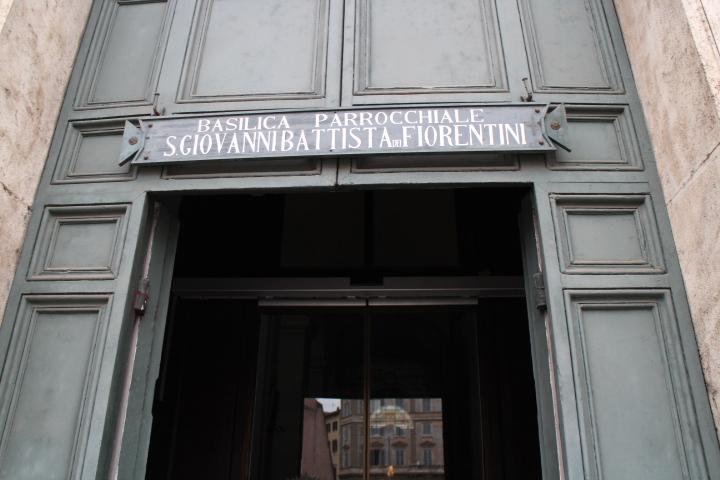 BASILICA PARROCCHIALE
S. GIOVANNI BATTISTA DEI FIORENTINI